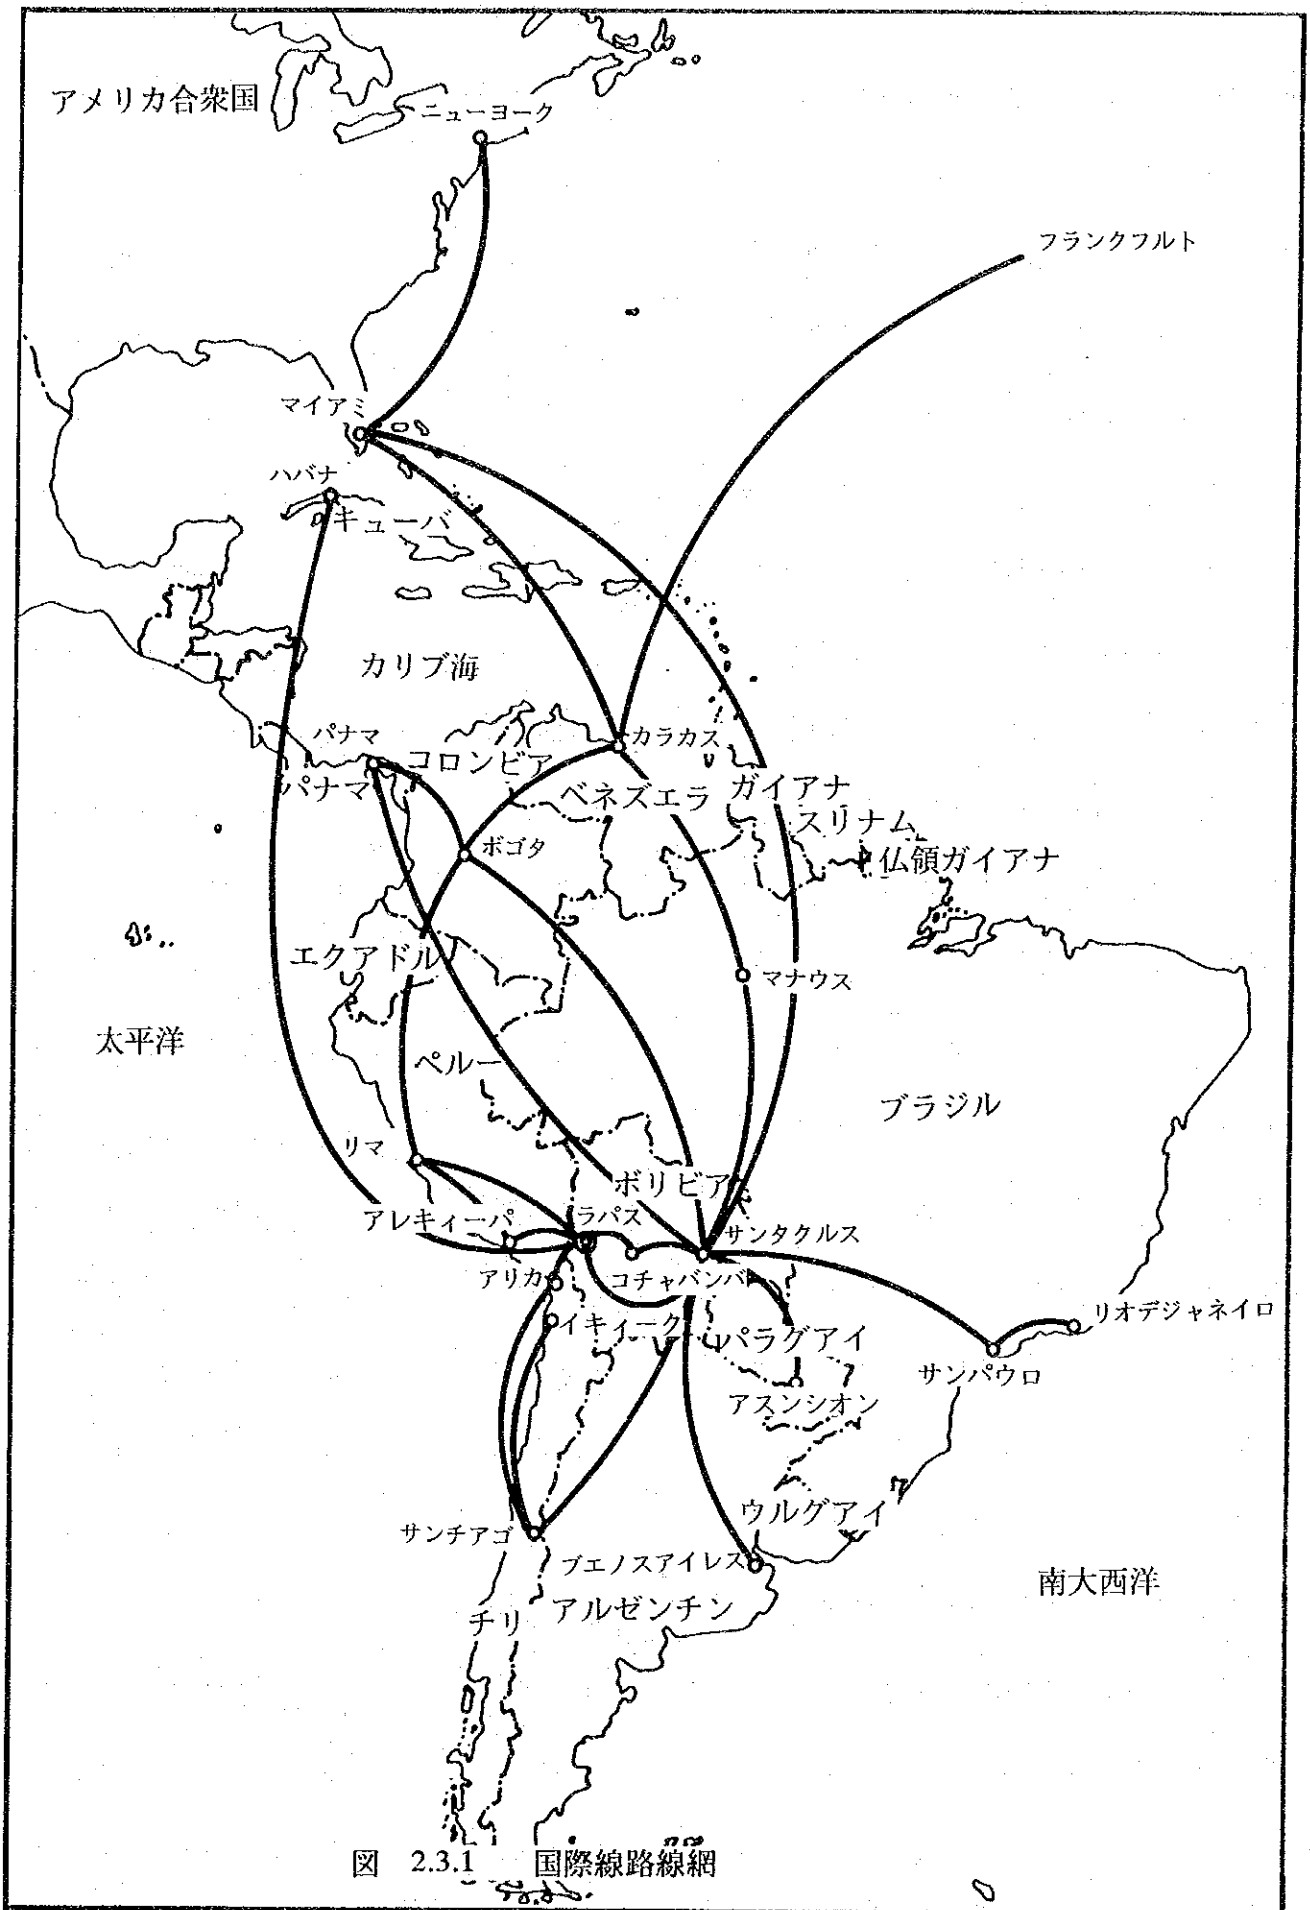 アメリカ合衆国
ニューヨーク
フランクフルト
マイアミ
ハバナ
キューバ
カリブ海
パナマ
コロンビア
カラカス
パナマ
ベネズエラ
ガイアナ
スリナム
ボゴタ
仏領ガイアナ
エクアドル
マナウス
太平洋
ペルー
ブラジル
リマ
ボリビア
アレキィーパ
ラパス
サンタクルス
アリカ
コチャバンバ
イキィーク
パラグアイ
リオデジャネイロ
サンパウロ
アスンシオン
ウルグアイ
サンチアゴ
ブエノスアイレス
南大西洋
アルゼンチン
チリ
図 2.3.1 国際線路線網